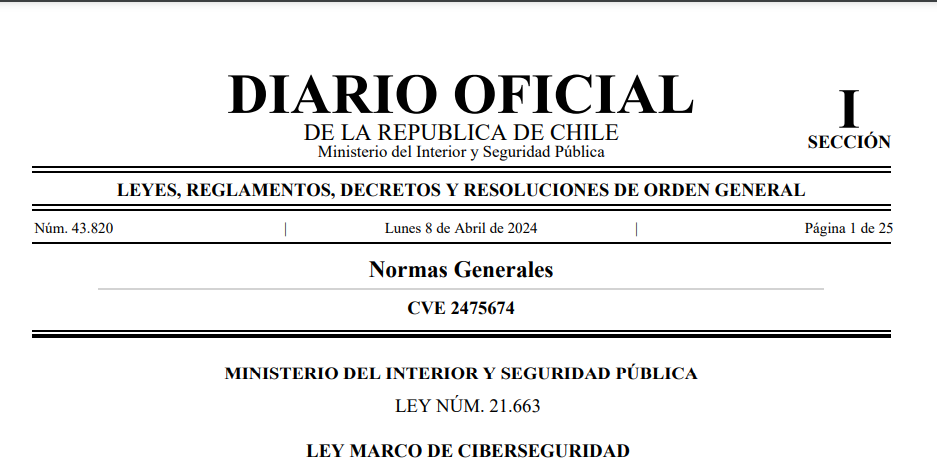 DIARIO OFICIAL
DE LA REPUBLICA DE CHILE
Ministerio del Interior y Seguridad Pública
I
SECCIÓN
LEYES, REGLAMENTOS, DECRETOS Y RESOLUCIONES DE ORDEN GENERAL
Núm. 43.820 | Lunes 8 de Abril de 2024 | Página 1 de 25
Normas Generales
CVE 2475674
MINISTERIO DEL INTERIOR Y SEGURIDAD PÚBLICA
LEY NÚM. 21.663
LEY MARCO DE CIBERSEGURIDAD